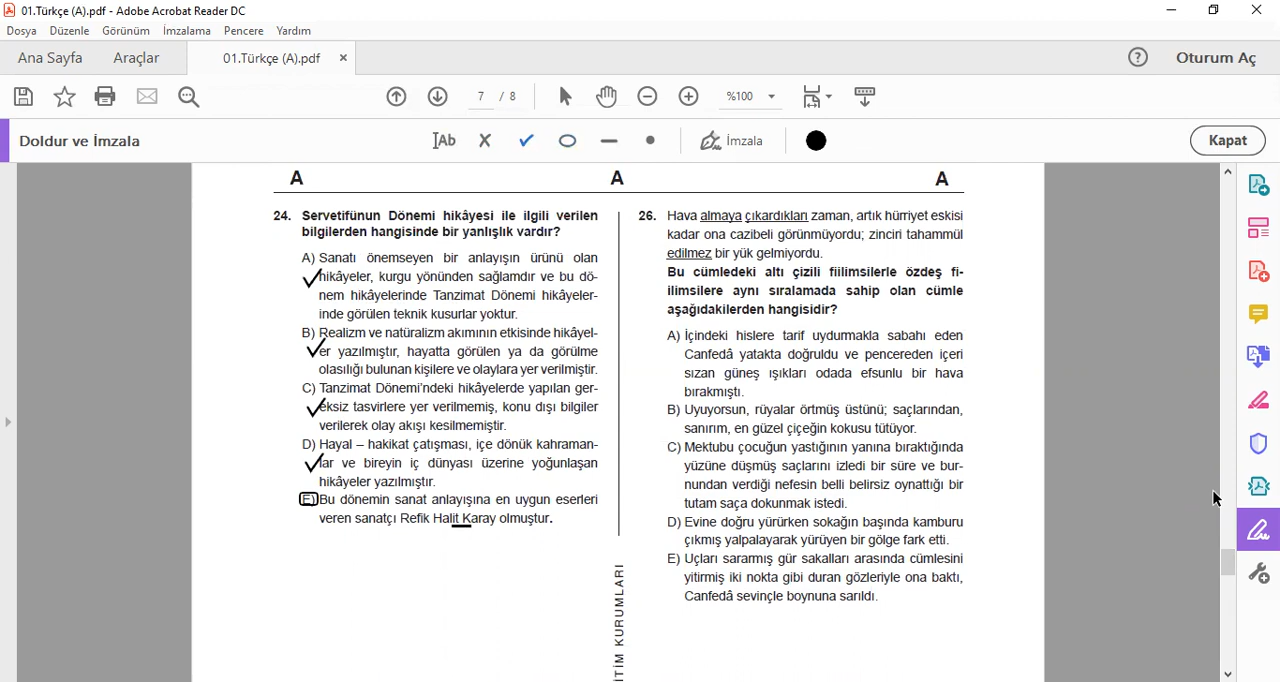 01.Türkçe (A).pdf - Adobe Acrobat Reader DC
Dosya Düzenle Görünüm İmzalama Pencere Yardım
Ana Sayfa Araçlar 01.Türkçe (A).pdf × ? Oturum Aç
7 / 8 %100
Doldur ve İmzala
Ab İmzala Kapat
A A A
24. Servetifünun Dönemi hikâyesi ile ilgili verilen
bilgilerden hangisinde bir yanlışlık vardır?
A) Sanatı önemseyen bir anlayışın ürünü olan
hikâyeler, kurgu yönünden sağlamdır ve bu dö-
nem hikâyelerinde Tanzimat Dönemi hikâyeler-
inde görülen teknik kusurlar yoktur.
B) Realizm ve natüralizm akımının etkisinde hikâyel-
er yazılmıştır, hayatta görülen ya da görülme
olasılığı bulunan kişilere ve olaylara yer verilmiştir.
C) Tanzimat Dönemi'ndeki hikâyelerde yapılan ger-
eksiz tasvirlere yer verilmemiş, konu dışı bilgiler
verilerek olay akışı kesilmemiştir.
D) Hayal – hakikat çatışması, içe dönük kahraman-
lar ve bireyin iç dünyası üzerine yoğunlaşan
hikâyeler yazılmıştır.
E) Bu dönemin sanat anlayışına en uygun eserleri
veren sanatçı Refik Halit Karay olmuştur.
26. Hava almaya çıkardıkları zaman, artık hürriyet eskisi
kadar ona cazibeli görünmüyordu; zinciri tahammül
edilmez bir yük gelmiyordu.
Bu cümledeki altı çizili fiilimsilerle özdeş fi-
ilimsilere aynı sıralamada sahip olan cümle
aşağıdakilerden hangisidir?
A) İçindeki hislere tarif uydurmakla sabahı eden
Canfedâ yatakta doğruldu ve pencereden içeri
sızan güneş ışıkları odada efsunlu bir hava
bırakmıştı.
B) Uyuyorsun, rüyalar örtmüş üstünü; saçlarından,
sanırım, en güzel çiçeğin kokusu tütüyor.
C) Mektubu çocuğun yastığının yanına bıraktığında
yüzüne düşmüş saçlarını izledi bir süre ve bur-
nundan verdiği nefesin belli belirsiz oynattığı bir
tutam saça dokunmak istedi.
D) Evine doğru yürürken sokağın başında kamburu
çıkmış yalpalayarak yürüyen bir gölge fark etti.
E) Uçları sararmış gür sakalları arasında cümlesini
yitirmiş iki nokta gibi duran gözleriyle ona baktı,
Canfedâ sevinçle boynuna sarıldı.
İTİM KURUMLARI